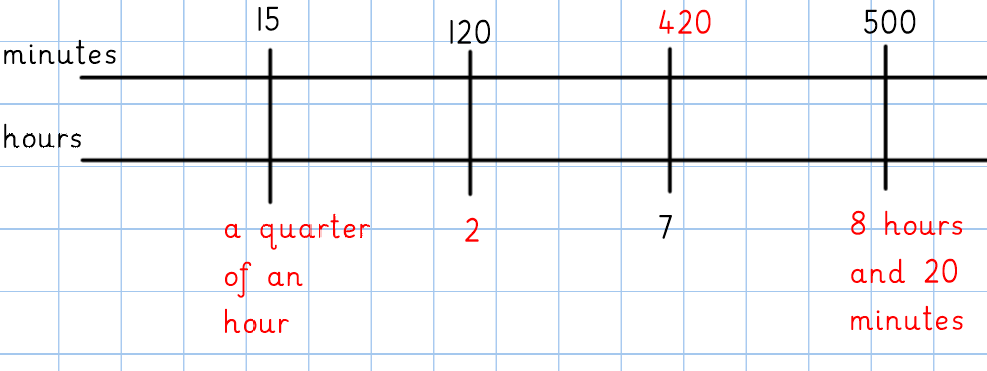 15 120 420 500
minutes
hours
a quarter 2 7 8 hours
of an and 20
hour minutes